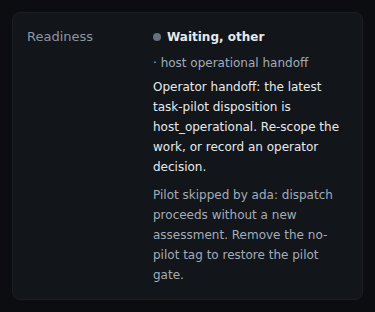 Readiness
Waiting, other
· host operational handoff
Operator handoff: the latest
task-pilot disposition is
host_operational. Re-scope the
work, or record an operator
decision.
Pilot skipped by ada: dispatch
proceeds without a new
assessment. Remove the no-
pilot tag to restore the pilot
gate.